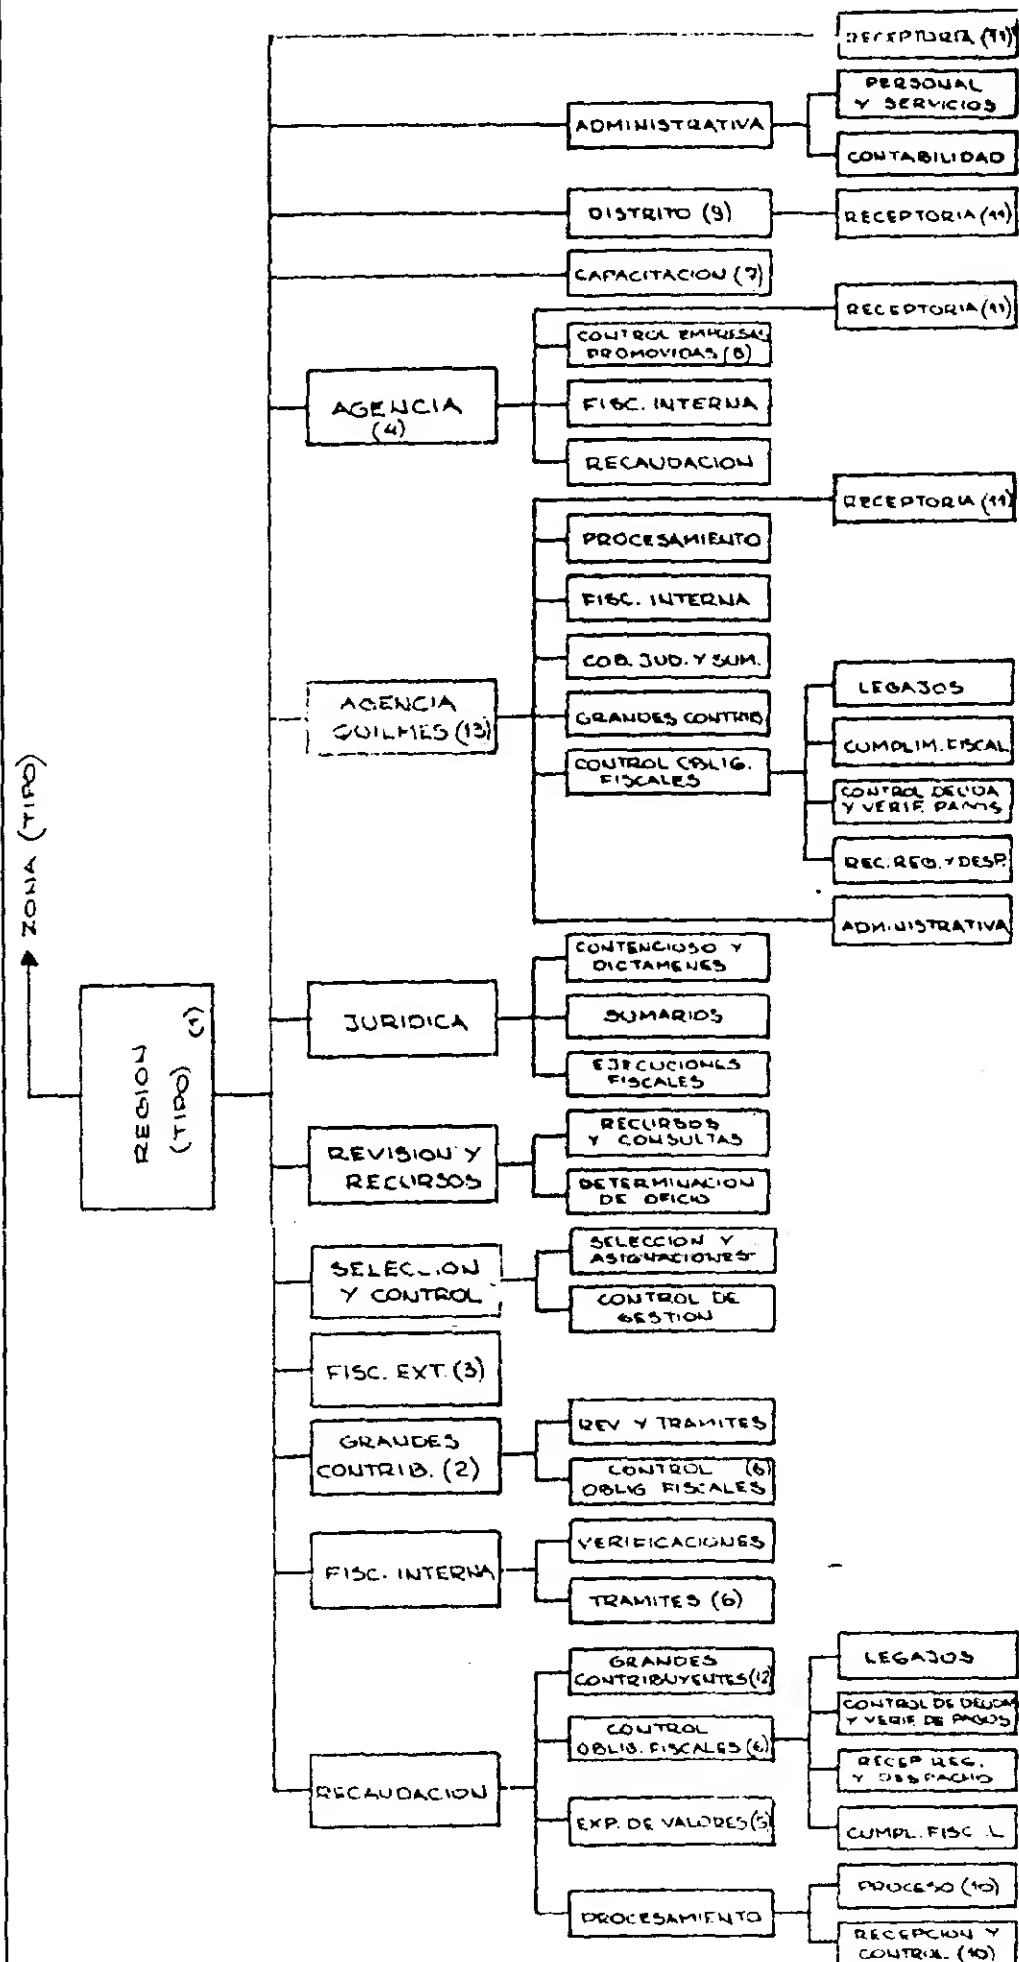 ZONA (TIPO)
REGION
(TIPO) (1)
RECEPTORIA (11)
ADMINISTRATIVA
PERSONAL
Y SERVICIOS
CONTABILIDAD
DISTRITO (9)
RECEPTORIA (11)
CAPACITACION (7)
AGENCIA
(4)
RECEPTORIA (11)
CONTROL EMPRESAS
PROMOVIDAS (8)
FISC. INTERNA
RECAUDACION
AGENCIA
QUILMES (13)
RECEPTORIA (11)
PROCESAMIENTO
FISC. INTERNA
COB. JUD. Y SUM.
GRANDES CONTRIB
CONTROL OBLIG.
FISCALES
LEGAJOS
CUMPLIM. FISCAL
CONTROL DEUDA
Y VERIF. PAGOS
REC. REG. Y DESP.
ADMINISTRATIVA
JURIDICA
CONTENCIOSO Y
DICTAMENES
SUMARIOS
EJECUCIONES
FISCALES
REVISION Y
RECURSOS
RECURSOS
Y CONSULTAS
DETERMINACION
DE OFICIO
SELECCION
Y CONTROL
SELECCION Y
ASIGNACIONES
CONTROL DE
GESTION
FISC. EXT. (3)
GRANDES
CONTRIB. (2)
REV Y TRAMITES
CONTROL (6)
OBLIG FISCALES
FISC. INTERNA
VERIFICACIONES
TRAMITES (6)
RECAUDACION
GRANDES
CONTRIBUYENTES (12)
CONTROL
OBLIG. FISCALES (6)
LEGAJOS
CONTROL DE DEUDA
Y VERIF. DE PAGOS
RECEP REG.
Y DESPACHO
CUMPL. FISCAL
EXP. DE VALORES (5)
PROCESAMIENTO
PROCESO (10)
RECEPCION Y
CONTROL. (10)